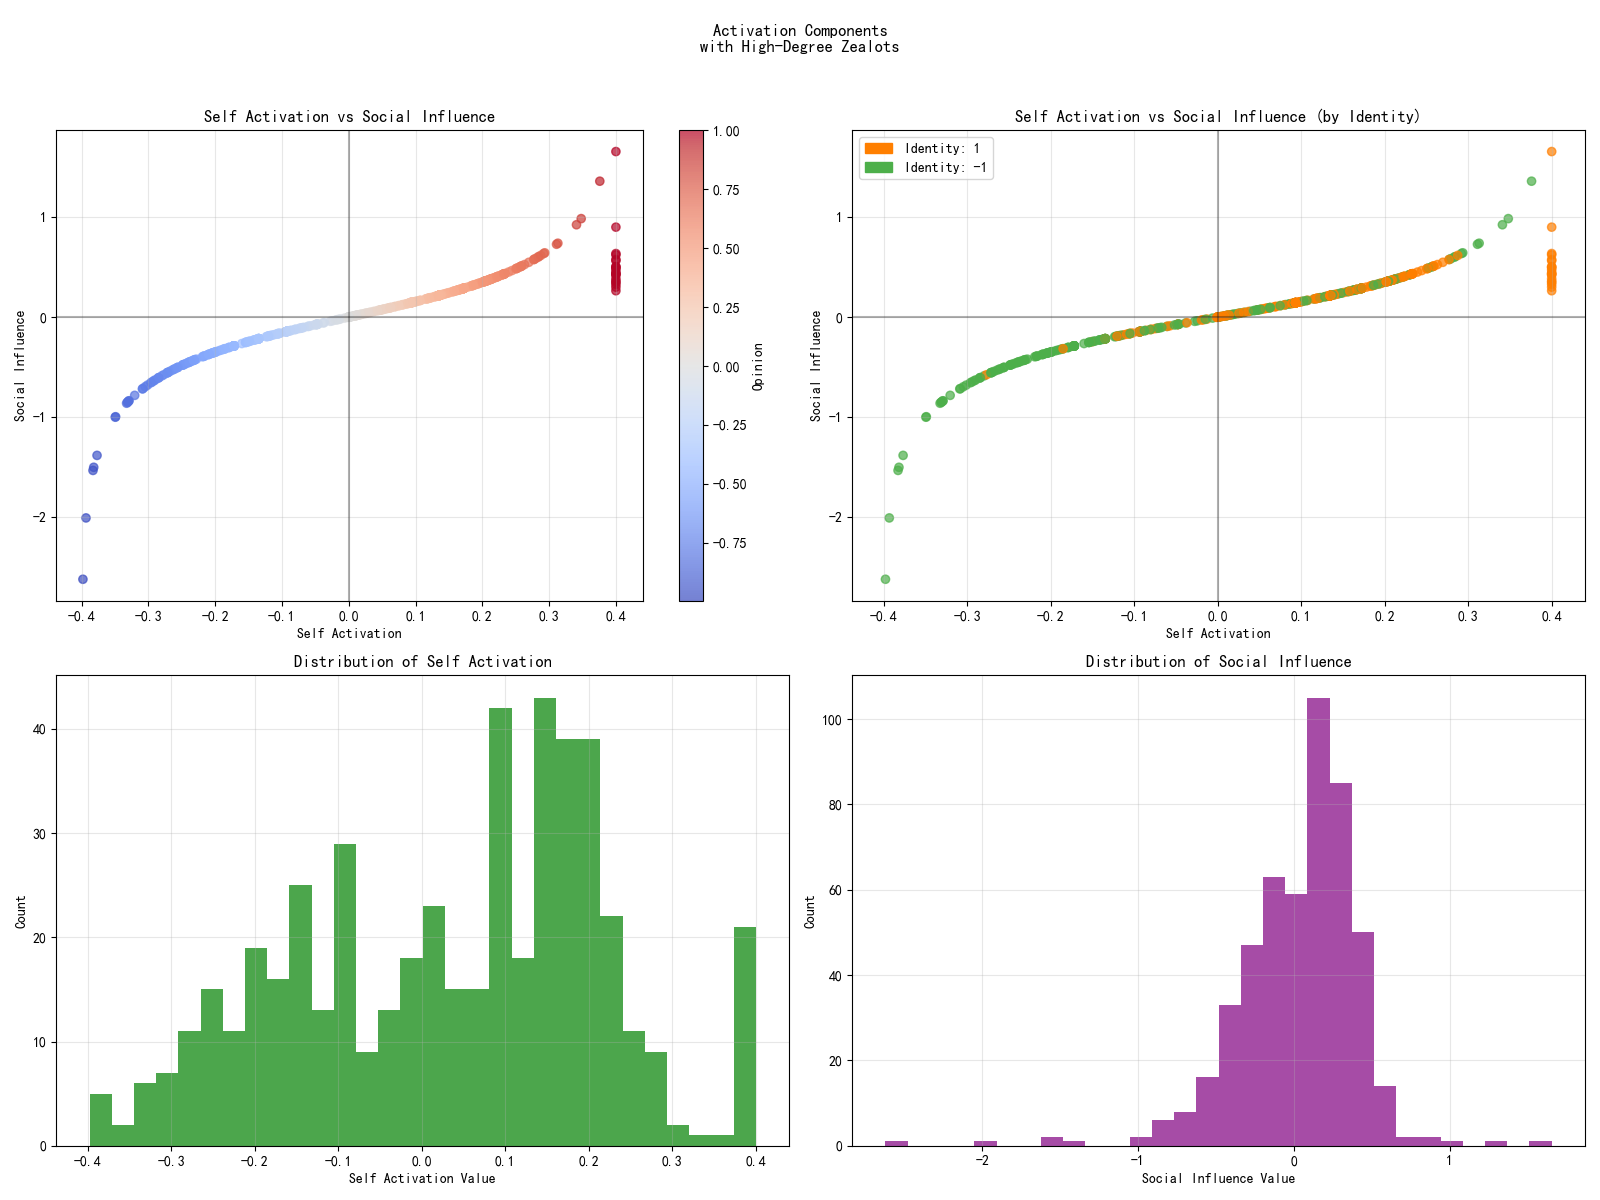 Activation Components
with High-Degree Zealots
Self Activation vs Social Influence
Social Influence
1
0
-1
-2
-0.4 -0.3 -0.2 -0.1 0.0 0.1 0.2 0.3 0.4
Self Activation
1.00
0.75
0.50
0.25
0.00
-0.25
-0.50
-0.75
Opinion
Self Activation vs Social Influence (by Identity)
Identity: 1
Identity: -1
Social Influence
1
0
-1
-2
-0.4 -0.3 -0.2 -0.1 0.0 0.1 0.2 0.3 0.4
Self Activation
Distribution of Self Activation
Count
40
30
20
10
0
-0.4 -0.3 -0.2 -0.1 0.0 0.1 0.2 0.3 0.4
Self Activation Value
Distribution of Social Influence
Count
100
80
60
40
20
0
-2 -1 0 1
Social Influence Value